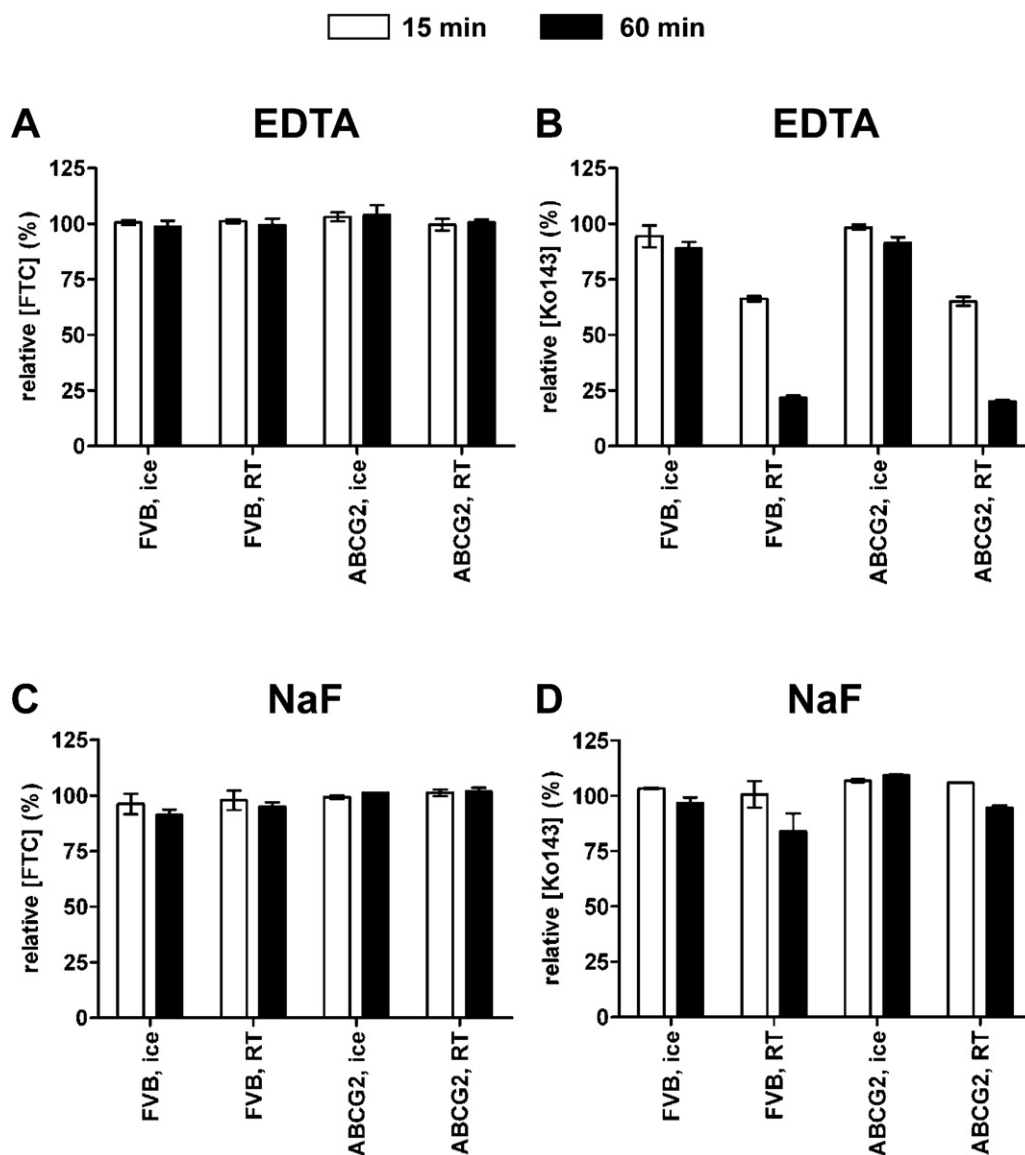 15 min 60 min
A EDTA
relative [FTC] (%)
125
100
75
50
25
0
FVB, ice
FVB, RT
ABCG2, ice
ABCG2, RT
B EDTA
relative [Ko143] (%)
125
100
75
50
25
0
FVB, ice
FVB, RT
ABCG2, ice
ABCG2, RT
C NaF
relative [FTC] (%)
125
100
75
50
25
0
FVB, ice
FVB, RT
ABCG2, ice
ABCG2, RT
D NaF
relative [Ko143] (%)
125
100
75
50
25
0
FVB, ice
FVB, RT
ABCG2, ice
ABCG2, RT